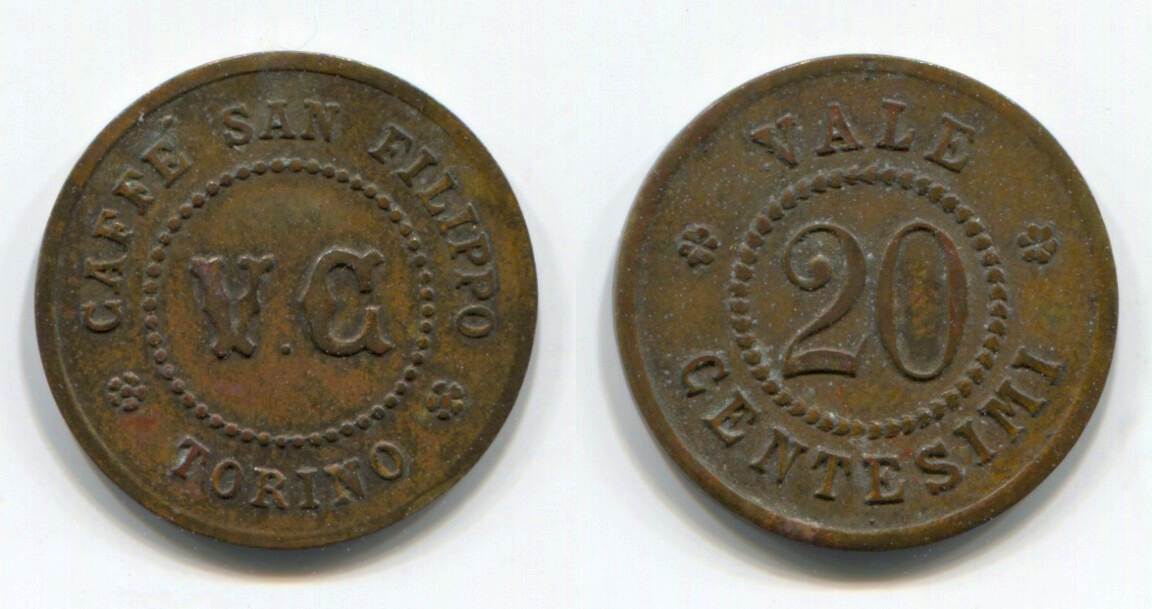 CAFFÈ SAN FILIPPO
V.G
TORINO
VALE
20
CENTESIMI